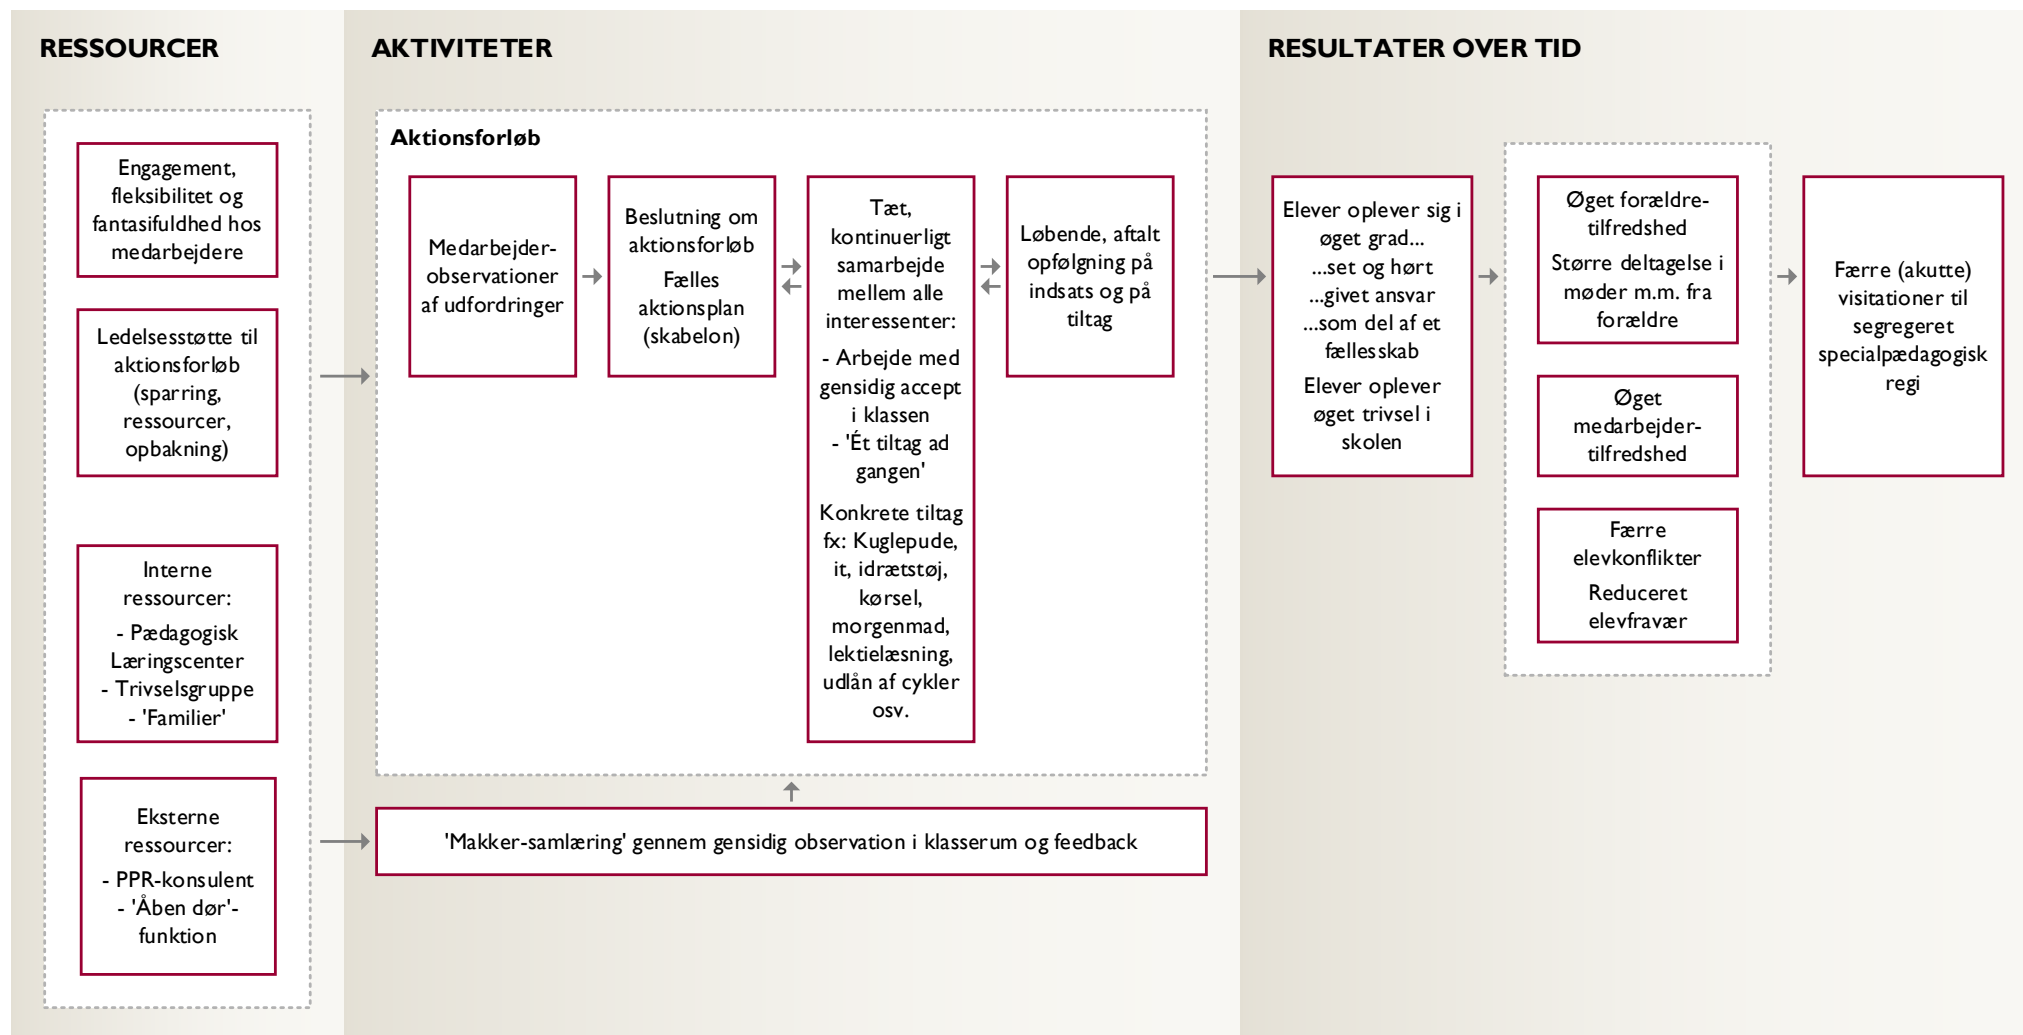 RESSOURCER
Engagement,
fleksibilitet og
fantasifuldhed hos
medarbejdere
Ledelsesstøtte til
aktionsforløb
(sparring,
ressourcer,
opbakning)
Interne
ressourcer:
- Pædagogisk
Læringscenter
- Trivselsgruppe
- 'Familier'
Eksterne
ressourcer:
- PPR-konsulent
- 'Åben dør'-
funktion
AKTIVITETER
Aktionsforløb
Medarbejder-
observationer
af udfordringer
Beslutning om
aktionsforløb
Fælles
aktionsplan
(skabelon)
Tæt,
kontinuerligt
samarbejde
mellem alle
interessenter:
- Arbejde med
gensidig accept
i klassen
- 'Ét tiltag ad
gangen'
Konkrete tiltag
fx: Kuglepude,
it, idrætstøj,
kørsel,
morgenmad,
lektielæsning,
udlån af cykler
osv.
Løbende, aftalt
opfølgning på
indsats og på
tiltag
'Makker-samlæring' gennem gensidig observation i klasserum og feedback
RESULTATER OVER TID
Elever oplever sig i
øget grad...
...set og hørt
...givet ansvar
...som del af et
fællesskab
Elever oplever
øget trivsel i
skolen
Øget forældre-
tilfredshed
Større deltagelse i
møder m.m. fra
forældre
Øget
medarbejder-
tilfredshed
Færre
elevkonflikter
Reduceret
elevfravær
Færre (akutte)
visitationer til
segregeret
specialpædagogisk
regi